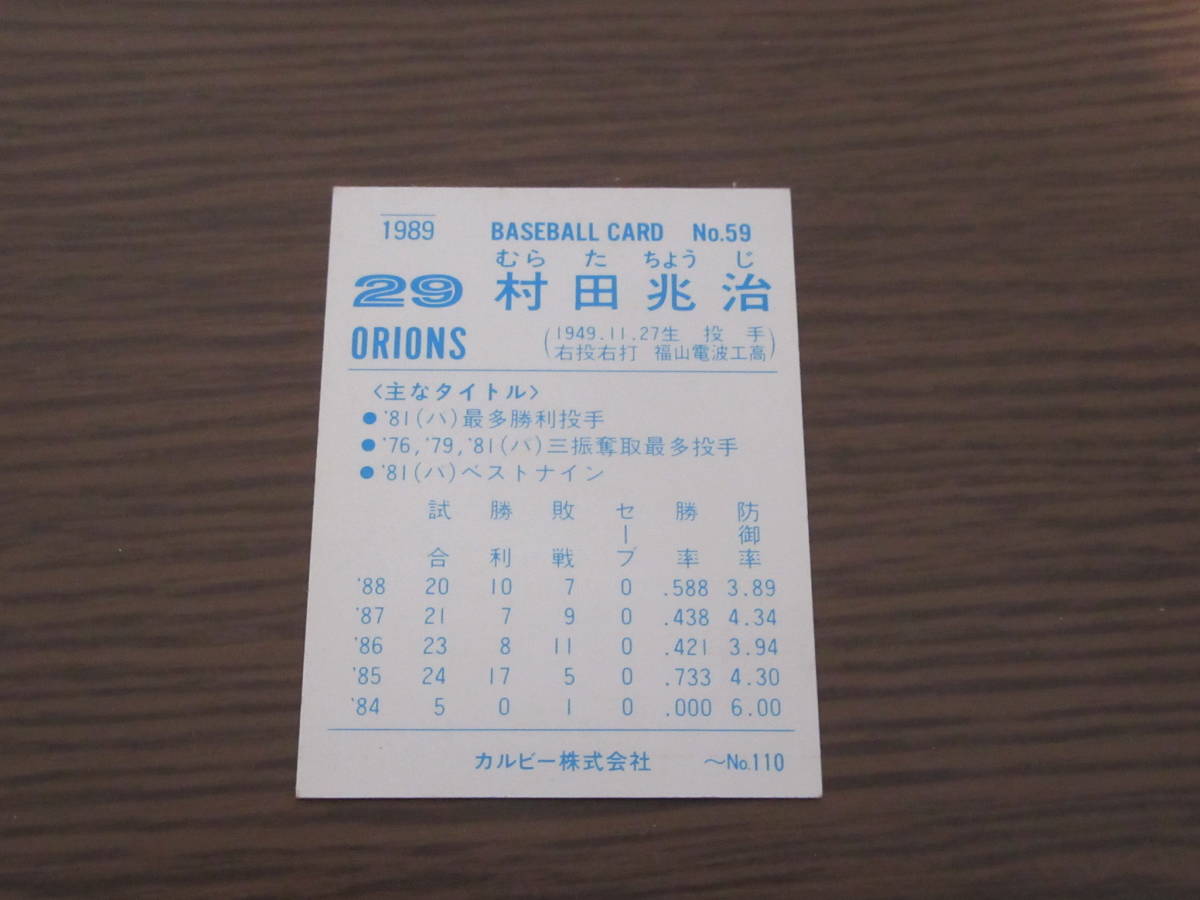 1989 BASEBALL CARD No.59
むら た ちょう じ
29 村田兆治
ORIONS (1949.11.27生 投手
右投右打 福山電波工高)
〈主なタイトル〉
●'81(パ)最多勝利投手
●'76,'79,'81(パ)三振奪取最多投手
●'81(パ)ベストナイン
試合 勝利 敗戦 セーブ 勝率 防御率
'88 20 10 7 0 .588 3.89
'87 21 7 9 0 .438 4.34
'86 23 8 11 0 .421 3.94
'85 24 17 5 0 .733 4.30
'84 5 0 1 0 .000 6.00
カルビー株式会社 〜No.110